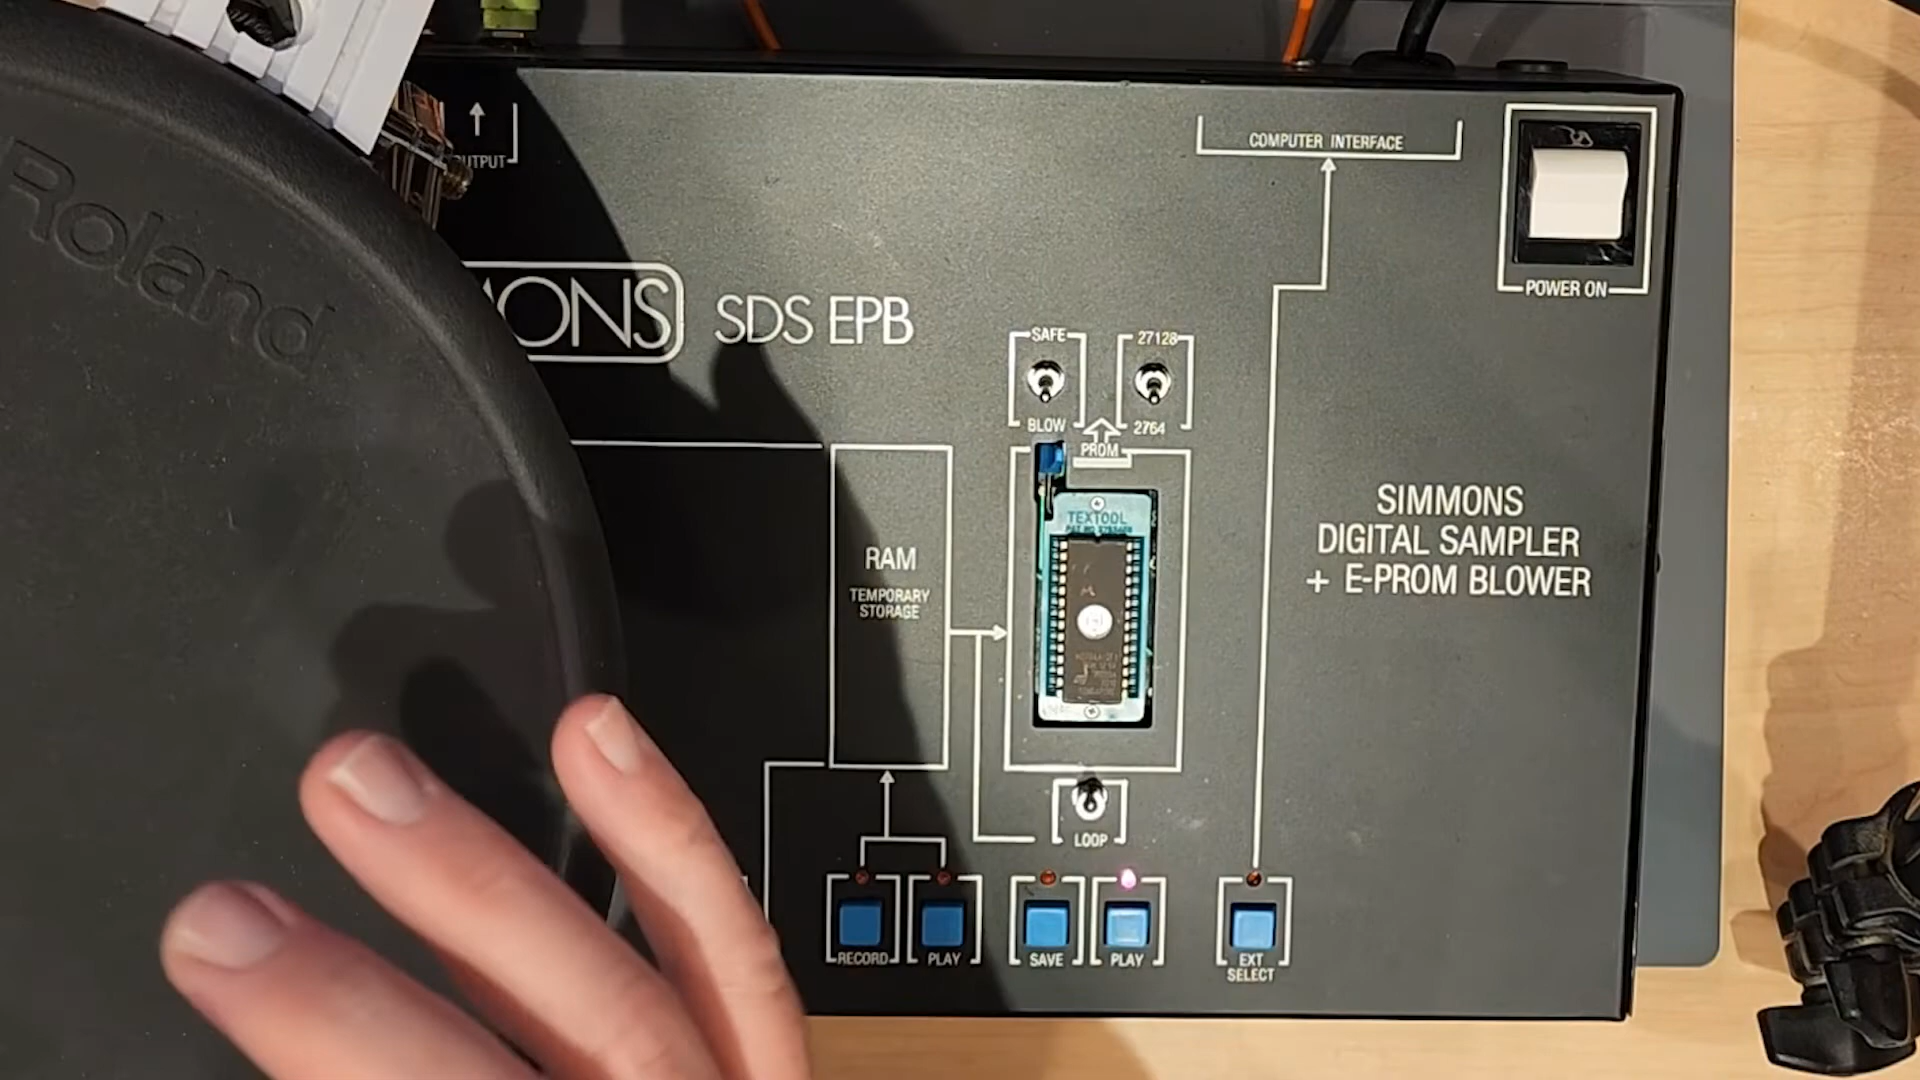 Roland
OUTPUT
COMPUTER INTERFACE
POWER ON
MONS SDS EPB
SAFE
27128
BLOW
2764
PROM
TEXTOOL
RAM
TEMPORARY
STORAGE
SIMMONS
DIGITAL SAMPLER
+ E-PROM BLOWER
LOOP
RECORD
PLAY
SAVE
PLAY
EXT
SELECT